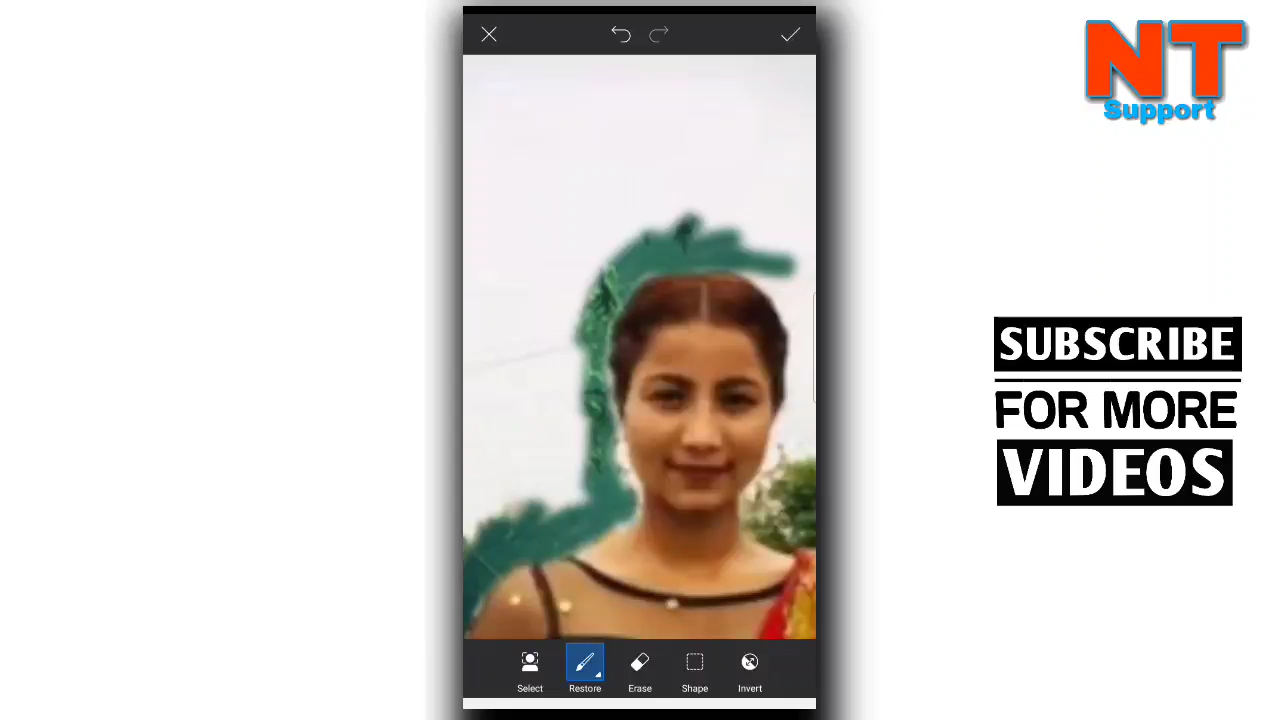 NT
Support
SUBSCRIBE
FOR MORE
VIDEOS
Select
Restore
Erase
Shape
Invert